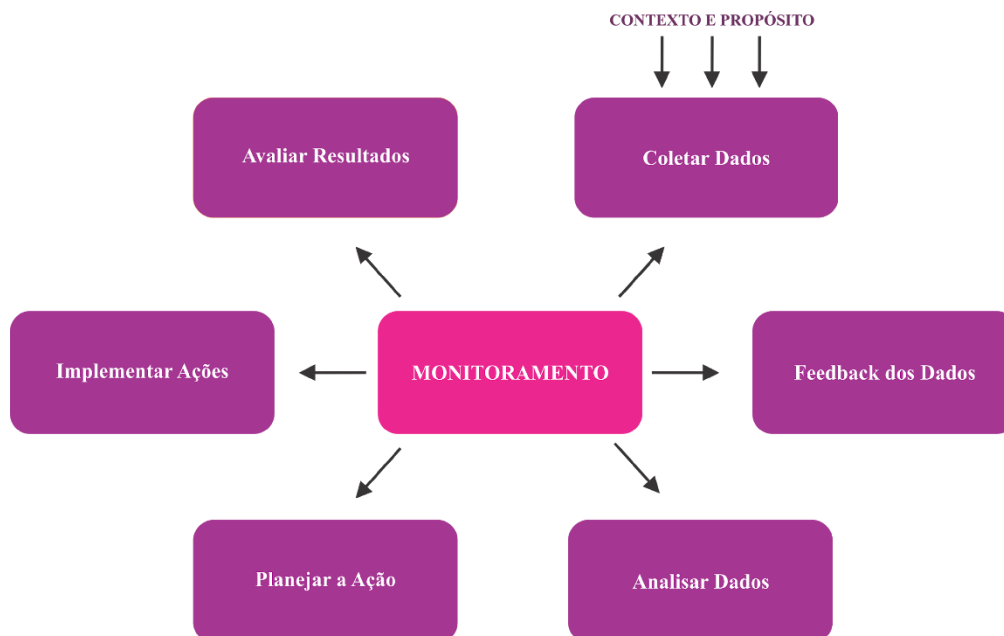 CONTEXTO E PROPÓSITO
Avaliar Resultados
Coletar Dados
Implementar Ações
MONITORAMENTO
Feedback dos Dados
Planejar a Ação
Analisar Dados